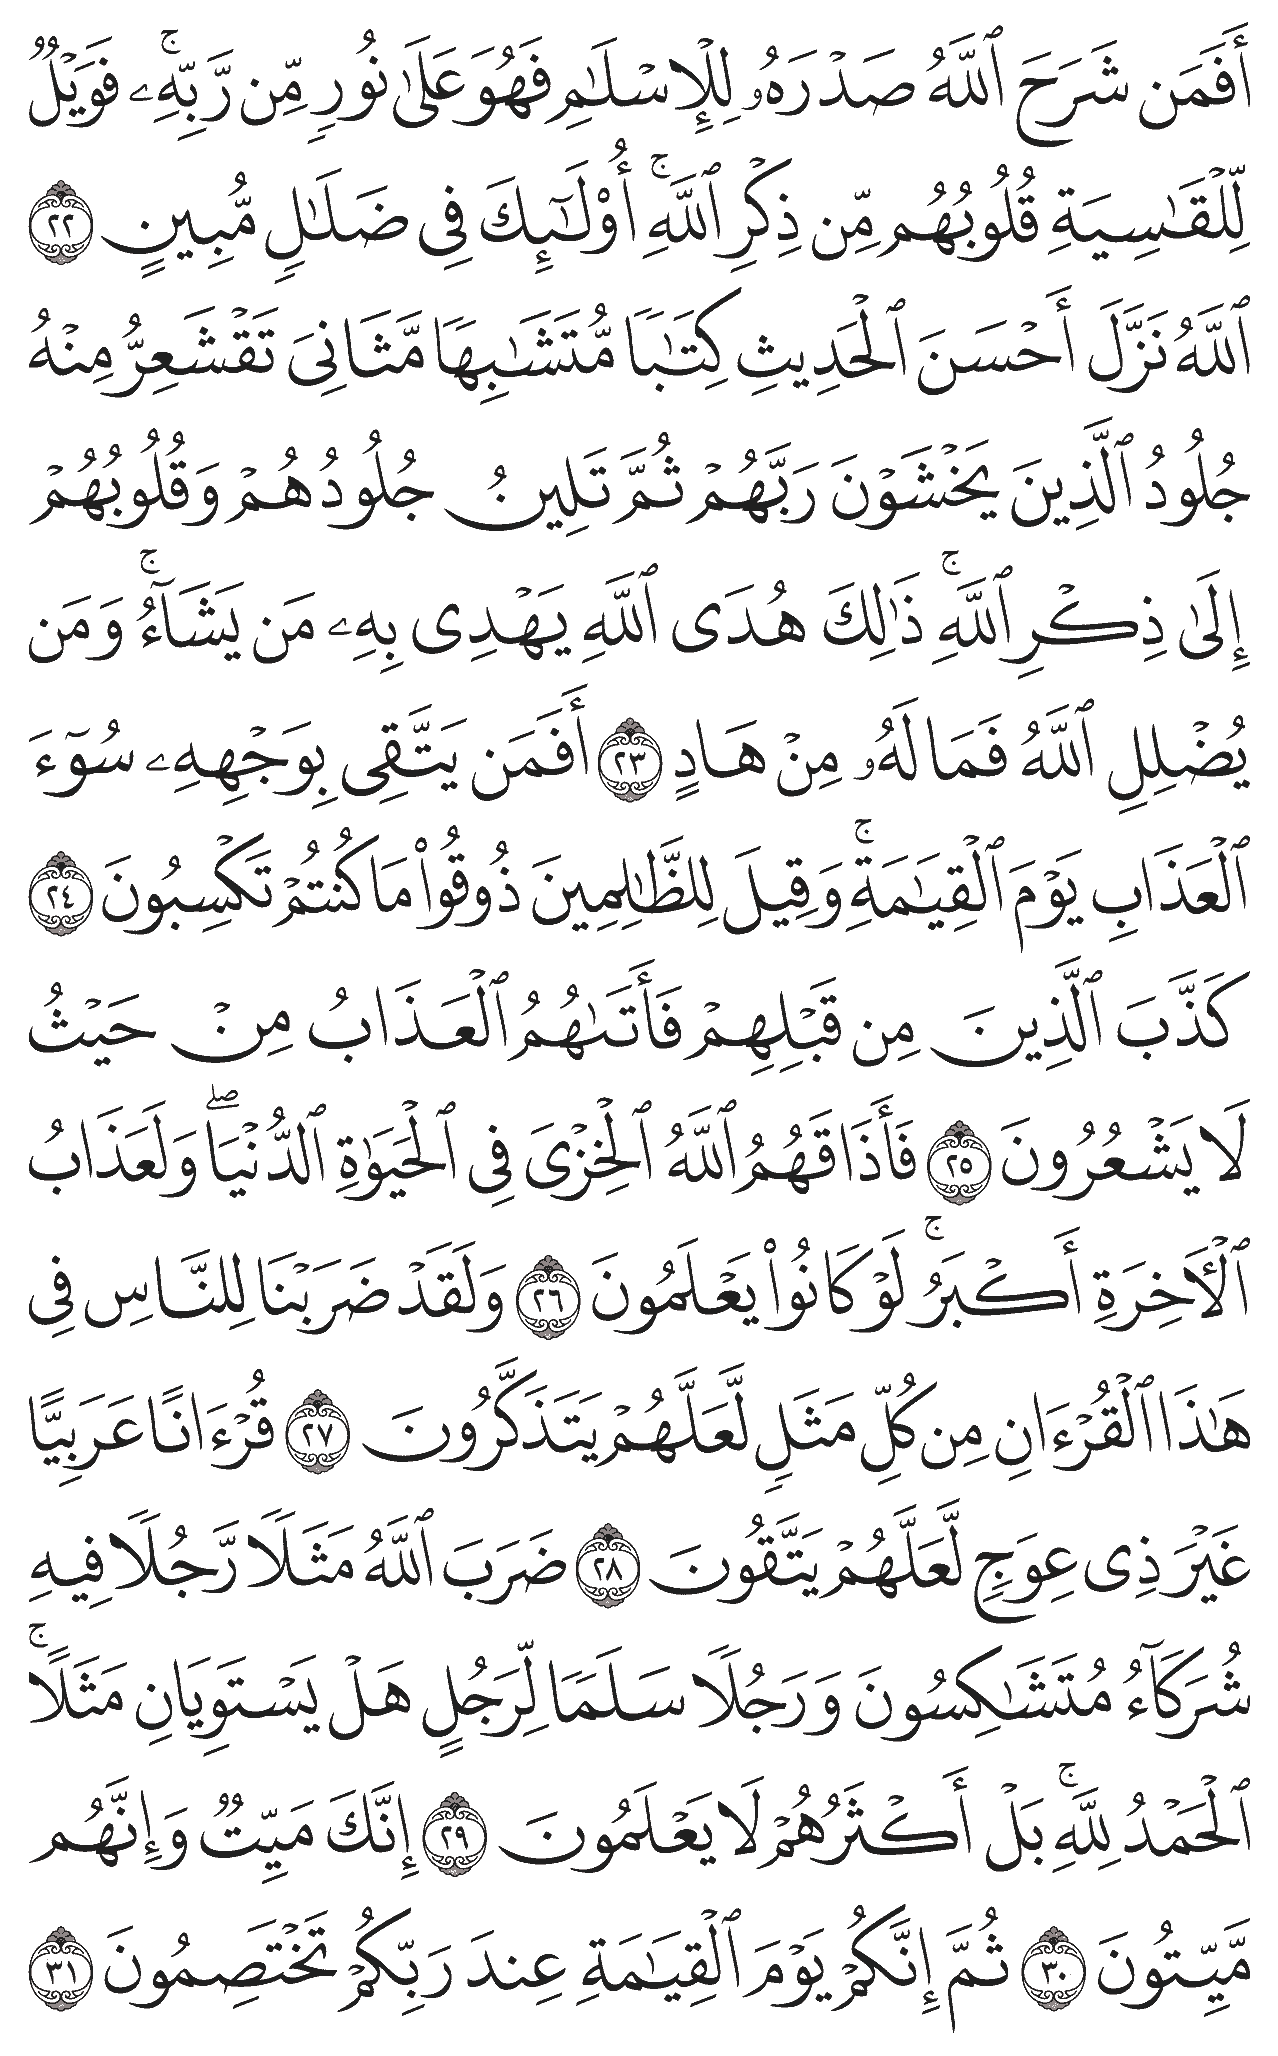 أَفَمَن شَرَحَ ٱللَّهُ صَدْرَهُۥ لِلْإِسْلَٰمِ فَهُوَ عَلَىٰ نُورٍ مِّن رَّبِّهِۦ ۚ فَوَيْلٌ
لِّلْقَٰسِيَةِ قُلُوبُهُم مِّن ذِكْرِ ٱللَّهِ ۚ أُو۟لَٰٓئِكَ فِى ضَلَٰلٍ مُّبِينٍ ٢٢
ٱللَّهُ نَزَّلَ أَحْسَنَ ٱلْحَدِيثِ كِتَٰبًا مُّتَشَٰبِهًا مَّثَانِىَ تَقْشَعِرُّ مِنْهُ
جُلُودُ ٱلَّذِينَ يَخْشَوْنَ رَبَّهُمْ ثُمَّ تَلِينُ جُلُودُهُمْ وَقُلُوبُهُمْ
إِلَىٰ ذِكْرِ ٱللَّهِ ۚ ذَٰلِكَ هُدَى ٱللَّهِ يَهْدِى بِهِۦ مَن يَشَآءُ ۚ وَمَن
يُضْلِلِ ٱللَّهُ فَمَا لَهُۥ مِنْ هَادٍ ٢٣ أَفَمَن يَتَّقِى بِوَجْهِهِۦ سُوٓءَ
ٱلْعَذَابِ يَوْمَ ٱلْقِيَٰمَةِ ۚ وَقِيلَ لِلظَّٰلِمِينَ ذُوقُوا۟ مَا كُنتُمْ تَكْسِبُونَ ٢٤
كَذَّبَ ٱلَّذِينَ مِن قَبْلِهِمْ فَأَتَىٰهُمُ ٱلْعَذَابُ مِنْ حَيْثُ
لَا يَشْعُرُونَ ٢٥ فَأَذَاقَهُمُ ٱللَّهُ ٱلْخِزْىَ فِى ٱلْحَيَوٰةِ ٱلدُّنْيَا ۖ وَلَعَذَابُ
ٱلْـَٔاخِرَةِ أَكْبَرُ ۚ لَوْ كَانُوا۟ يَعْلَمُونَ ٢٦ وَلَقَدْ ضَرَبْنَا لِلنَّاسِ فِى
هَٰذَا ٱلْقُرْءَانِ مِن كُلِّ مَثَلٍ لَّعَلَّهُمْ يَتَذَكَّرُونَ ٢٧ قُرْءَانًا عَرَبِيًّا
غَيْرَ ذِى عِوَجٍ لَّعَلَّهُمْ يَتَّقُونَ ٢٨ ضَرَبَ ٱللَّهُ مَثَلًا رَّجُلًا فِيهِ
شُرَكَآءُ مُتَشَٰكِسُونَ وَرَجُلًا سَلَمًا لِّرَجُلٍ هَلْ يَسْتَوِيَانِ مَثَلًا ۚ
ٱلْحَمْدُ لِلَّهِ ۚ بَلْ أَكْثَرُهُمْ لَا يَعْلَمُونَ ٢٩ إِنَّكَ مَيِّتٌ وَإِنَّهُم
مَّيِّتُونَ ٣٠ ثُمَّ إِنَّكُمْ يَوْمَ ٱلْقِيَٰمَةِ عِندَ رَبِّكُمْ تَخْتَصِمُونَ ٣١